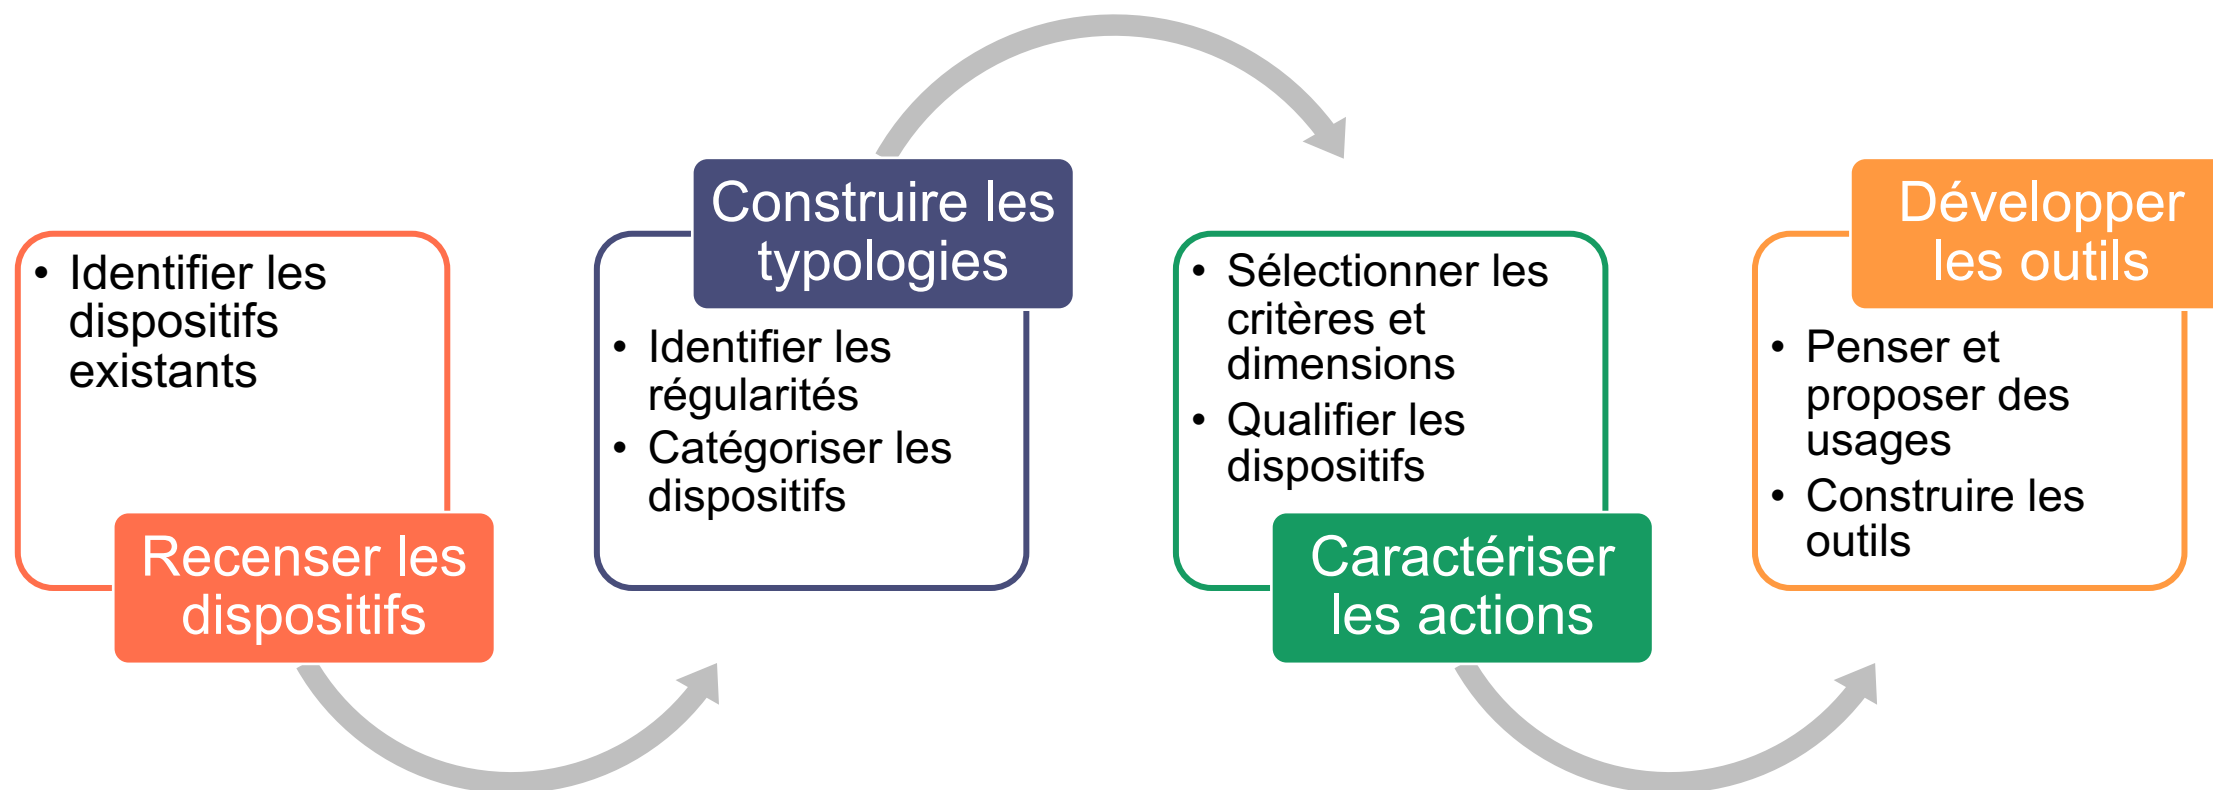 • Identifier les
dispositifs
existants
Recenser les
dispositifs
Construire les
typologies
• Identifier les
régularités
• Catégoriser les
dispositifs
• Sélectionner les
critères et
dimensions
• Qualifier les
dispositifs
Caractériser
les actions
Développer
les outils
• Penser et
proposer des
usages
• Construire les
outils